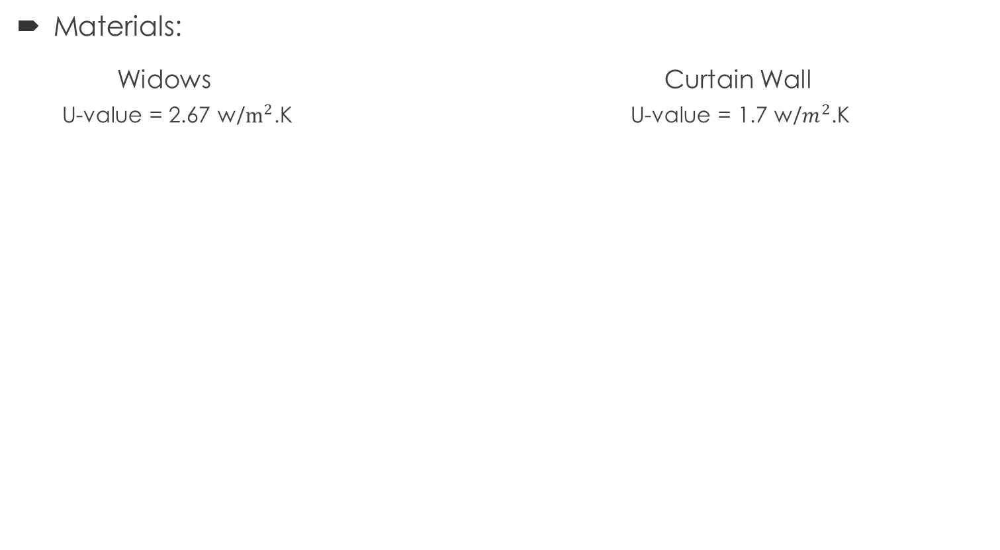 Materials:
Widows
U-value = 2.67 w/m².K
Curtain Wall
U-value = 1.7 w/m².K